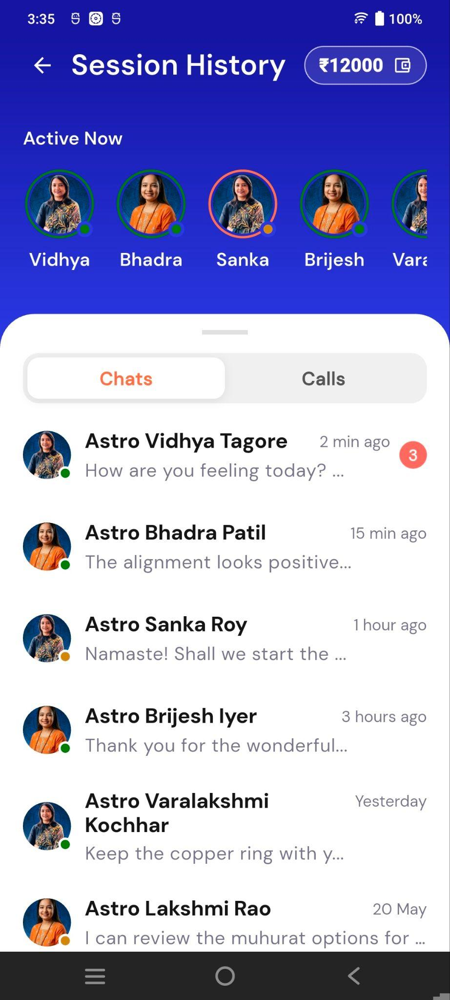 3:35
100%
Session History
₹12000
Active Now
Vidhya
Bhadra
Sanka
Brijesh
Vara
Chats
Calls
Astro Vidhya Tagore
2 min ago
How are you feeling today? ...
3
Astro Bhadra Patil
15 min ago
The alignment looks positive...
Astro Sanka Roy
1 hour ago
Namaste! Shall we start the ...
Astro Brijesh Iyer
3 hours ago
Thank you for the wonderful...
Astro Varalakshmi
Kochhar
Yesterday
Keep the copper ring with y...
Astro Lakshmi Rao
20 May
I can review the muhurat options for ...